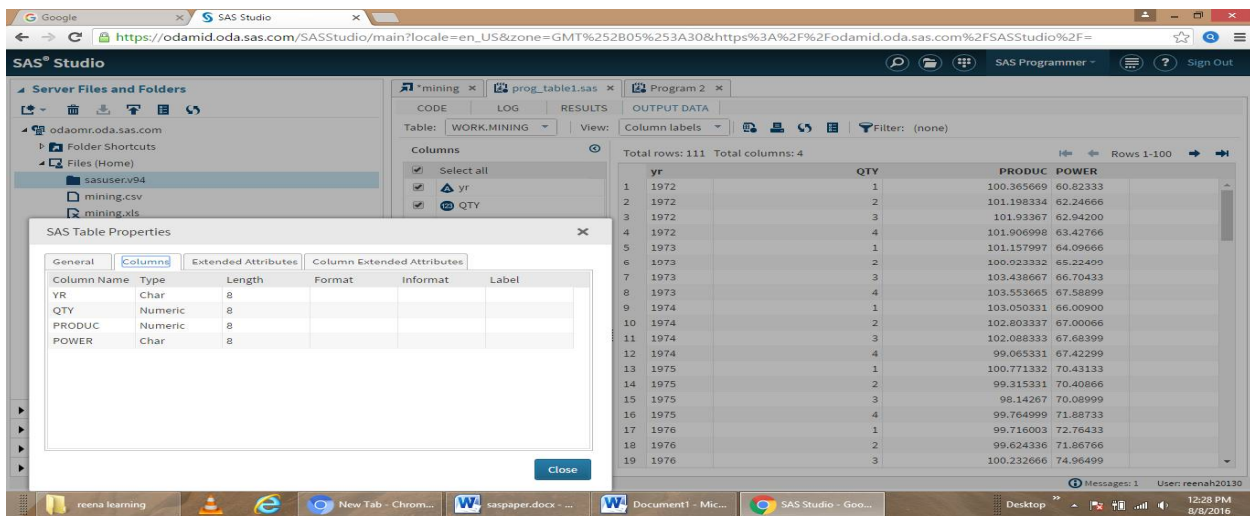 Google
SAS Studio
https://odamid.oda.sas.com/SASStudio/main?locale=en_US&zone=GMT%252B05%253A30&https%3A%2F%2Fodamid.oda.sas.com%2FSASStudio%2F=
SAS® Studio
SAS Programmer
Sign Out
Server Files and Folders
odaomr.oda.sas.com
Folder Shortcuts
Files (Home)
sasuser.v94
mining.csv
mining.xls
*mining
prog_table1.sas
Program 2
CODE LOG RESULTS OUTPUT DATA
Table: WORK.MINING View: Column labels Filter: (none)
Columns
Select all
yr
QTY
Total rows: 111 Total columns: 4 Rows 1-100
yr QTY PRODUC POWER
1 1972 1 100.365669 60.82333
2 1972 2 101.198334 62.24666
3 1972 3 101.93367 62.94200
4 1972 4 101.906998 63.42766
5 1973 1 101.157997 64.09666
6 1973 2 100.923332 65.22499
7 1973 3 103.438667 66.70433
8 1973 4 103.553665 67.58899
9 1974 1 103.050331 66.00900
10 1974 2 102.803337 67.00066
11 1974 3 102.088333 67.68399
12 1974 4 99.065331 67.42299
13 1975 1 100.771332 70.43133
14 1975 2 99.315331 70.40866
15 1975 3 98.14267 70.08999
16 1975 4 99.764999 71.88733
17 1976 1 99.716003 72.76433
18 1976 2 99.624336 71.86766
19 1976 3 100.232666 74.96499
SAS Table Properties
General Columns Extended Attributes Column Extended Attributes
Column Name Type Length Format Informat Label
YR Char 8
QTY Numeric 8
PRODUC Numeric 8
POWER Char 8
Close
Messages: 1 User: reenah20130
reena learning
New Tab - Chrom...
saspaper.docx - ...
Document1 - Mic...
SAS Studio - Goo...
Desktop
12:28 PM
8/8/2016